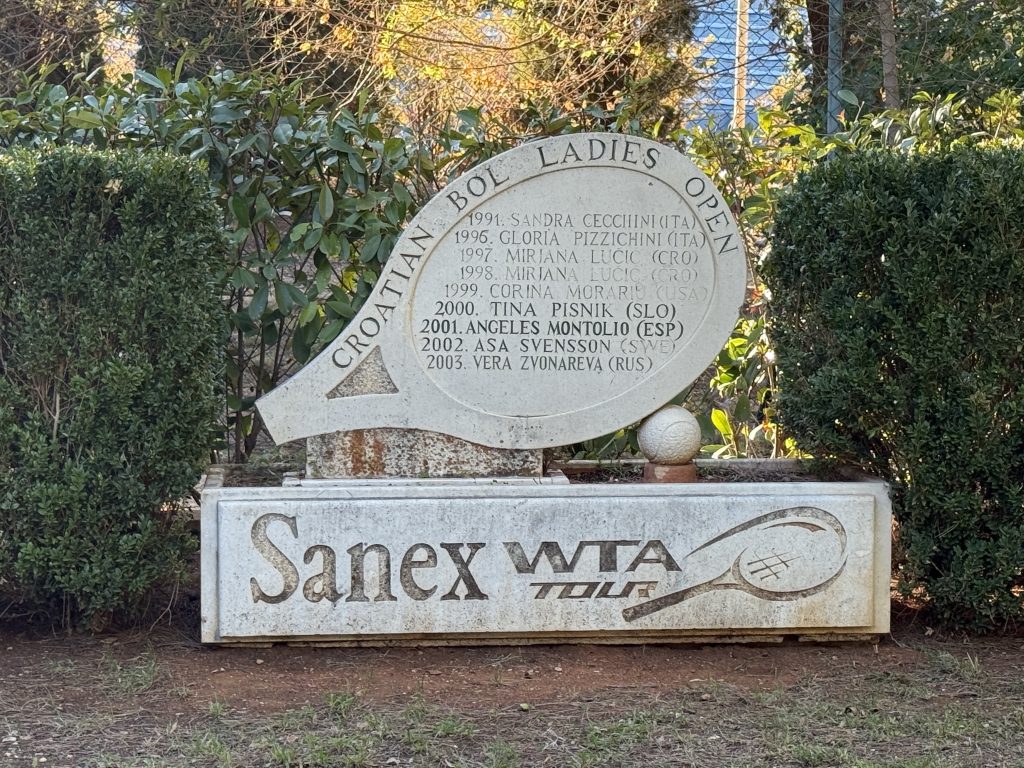 CROATIAN BOL LADIES OPEN
1991. SANDRA CECCHINI (ITA)
1996. GLORIA PIZZICHINI (ITA)
1997. MIRJANA LUČIĆ (CRO)
1998. MIRJANA LUČIĆ (CRO)
1999. CORINA MORARIU (USA)
2000. TINA PISNIK (SLO)
2001. ANGELES MONTOLIO (ESP)
2002. ASA SVENSSON (SWE)
2003. VERA ZVONAREVA (RUS)
Sanex WTA
TOUR